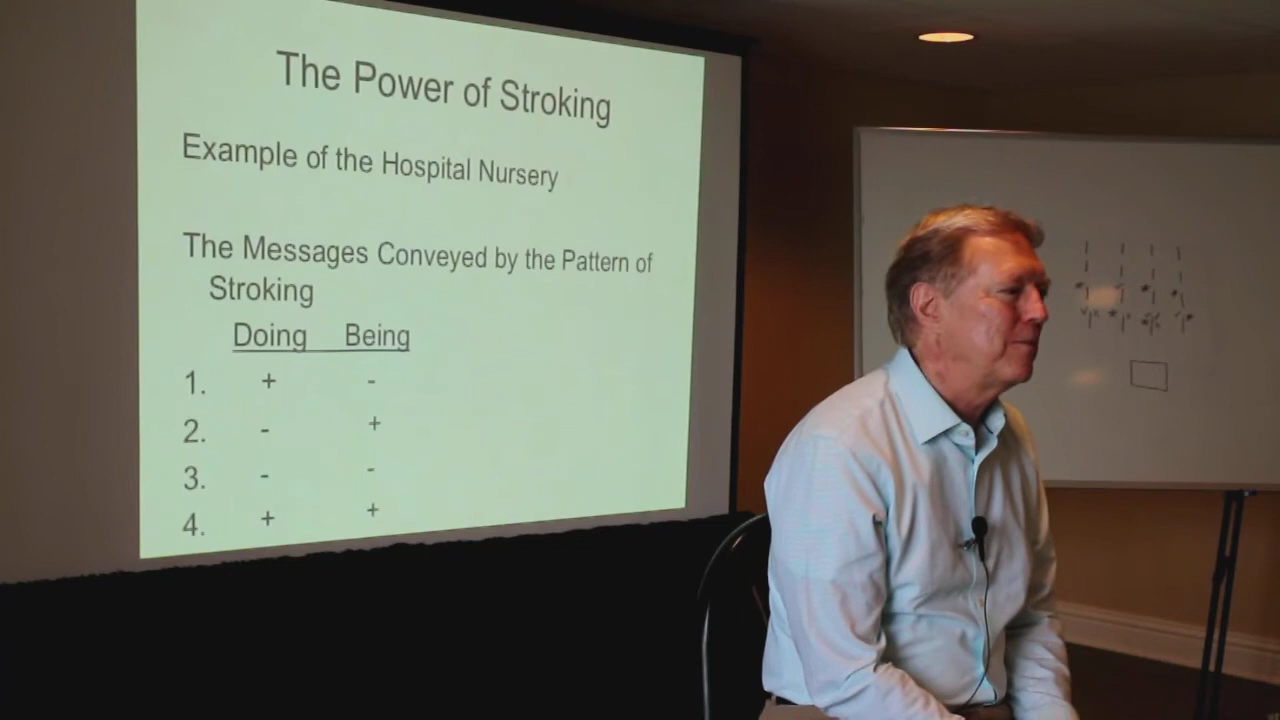 The Power of Stroking
Example of the Hospital Nursery
The Messages Conveyed by the Pattern of
Stroking
Doing Being
1. + -
2. - +
3. - -
4. + +